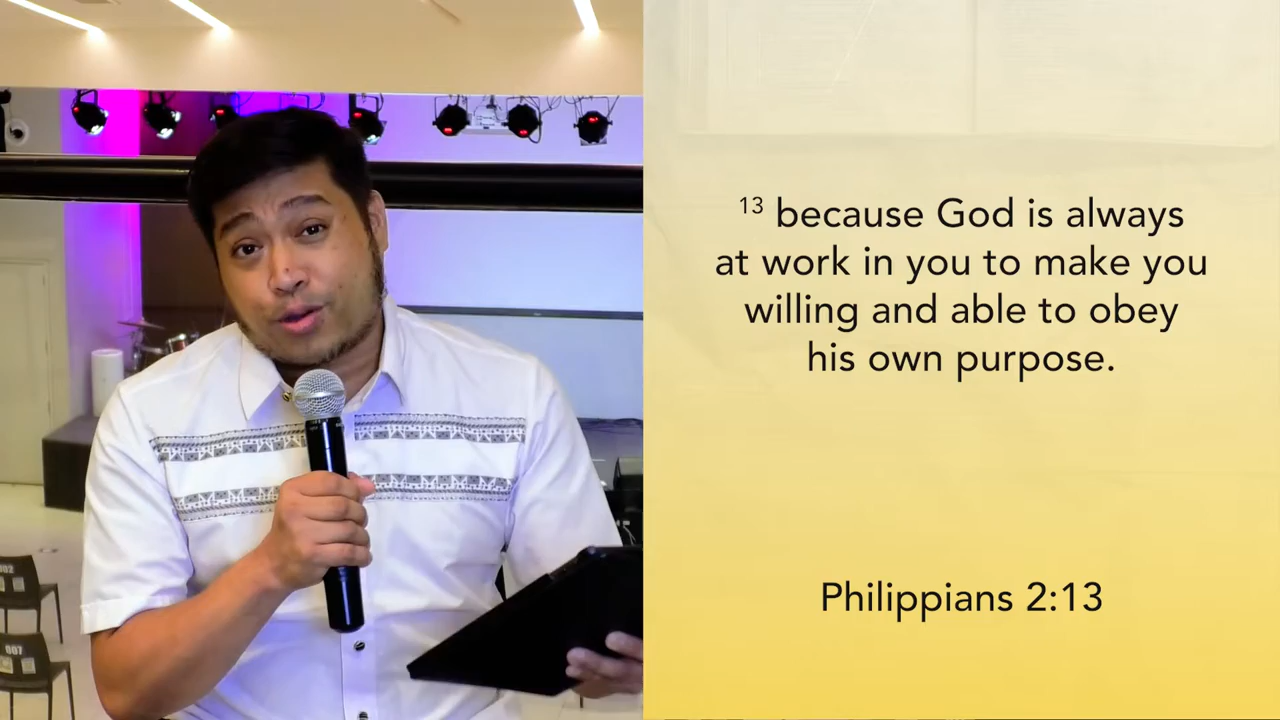 ¹³ because God is always
at work in you to make you
willing and able to obey
his own purpose.
Philippians 2:13
007